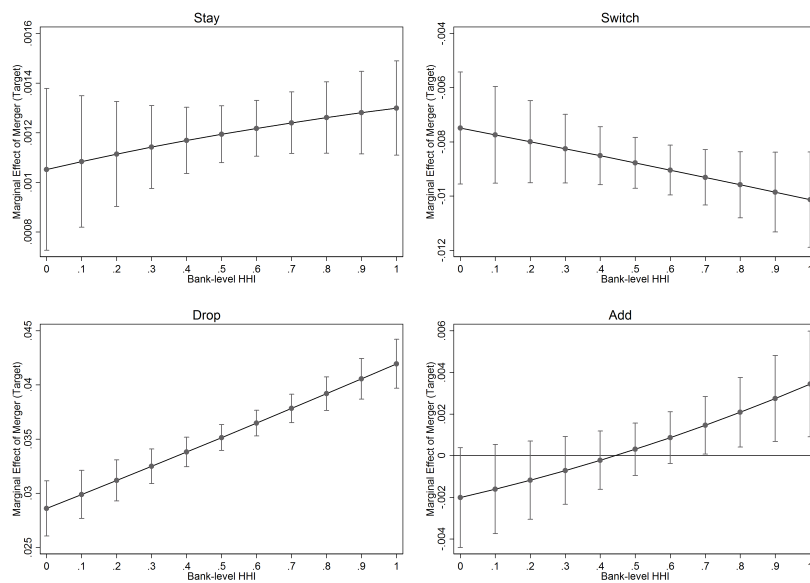 Stay
Marginal Effect of Merger (Target)
.0008 .001 .0012 .0014 .0016
0 .1 .2 .3 .4 .5 .6 .7 .8 .9 1
Bank-level HHI
Switch
Marginal Effect of Merger (Target)
-.012 -.01 -.008 -.006 -.004
0 .1 .2 .3 .4 .5 .6 .7 .8 .9 1
Bank-level HHI
Drop
Marginal Effect of Merger (Target)
.025 .03 .035 .04 .045
0 .1 .2 .3 .4 .5 .6 .7 .8 .9 1
Bank-level HHI
Add
Marginal Effect of Merger (Target)
-.004 -.002 0 .002 .004 .006
0 .1 .2 .3 .4 .5 .6 .7 .8 .9 1
Bank-level HHI